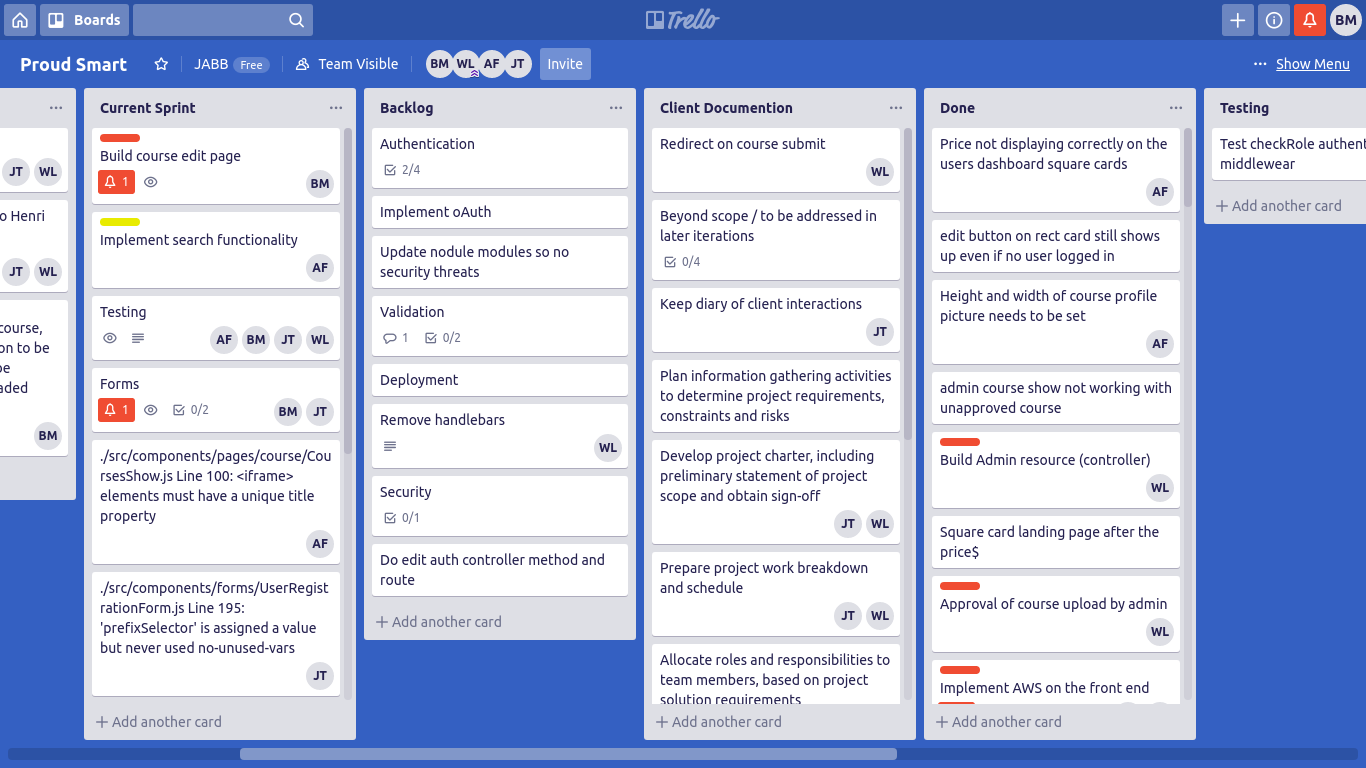 Boards
Trello
BM
Proud Smart
JABB Free
Team Visible
BM WL AF JT
Invite
Show Menu
JT WL
o Henri
JT WL
course,
on to be
be
aded
BM
Current Sprint
Build course edit page
1
BM
Implement search functionality
AF
Testing
AF BM JT WL
Forms
1 0/2
BM JT
./src/components/pages/course/Cou
rsesShow.js Line 100: <iframe>
elements must have a unique title
property
AF
./src/components/forms/UserRegist
rationForm.js Line 195:
'prefixSelector' is assigned a value
but never used no-unused-vars
JT
+ Add another card
Backlog
Authentication
2/4
Implement oAuth
Update nodule modules so no
security threats
Validation
1 0/2
Deployment
Remove handlebars
WL
Security
0/1
Do edit auth controller method and
route
+ Add another card
Client Documention
Redirect on course submit
WL
Beyond scope / to be addressed in
later iterations
0/4
Keep diary of client interactions
JT
Plan information gathering activities
to determine project requirements,
constraints and risks
Develop project charter, including
preliminary statement of project
scope and obtain sign-off
JT WL
Prepare project work breakdown
and schedule
JT WL
Allocate roles and responsibilities to
team members, based on project
solution requirements
+ Add another card
Done
Price not displaying correctly on the
users dashboard square cards
AF
edit button on rect card still shows
up even if no user logged in
Height and width of course profile
picture needs to be set
AF
admin course show not working with
unapproved course
Build Admin resource (controller)
WL
Square card landing page after the
price$
Approval of course upload by admin
WL
Implement AWS on the front end
+ Add another card
Testing
Test checkRole authent
middlewear
+ Add another card